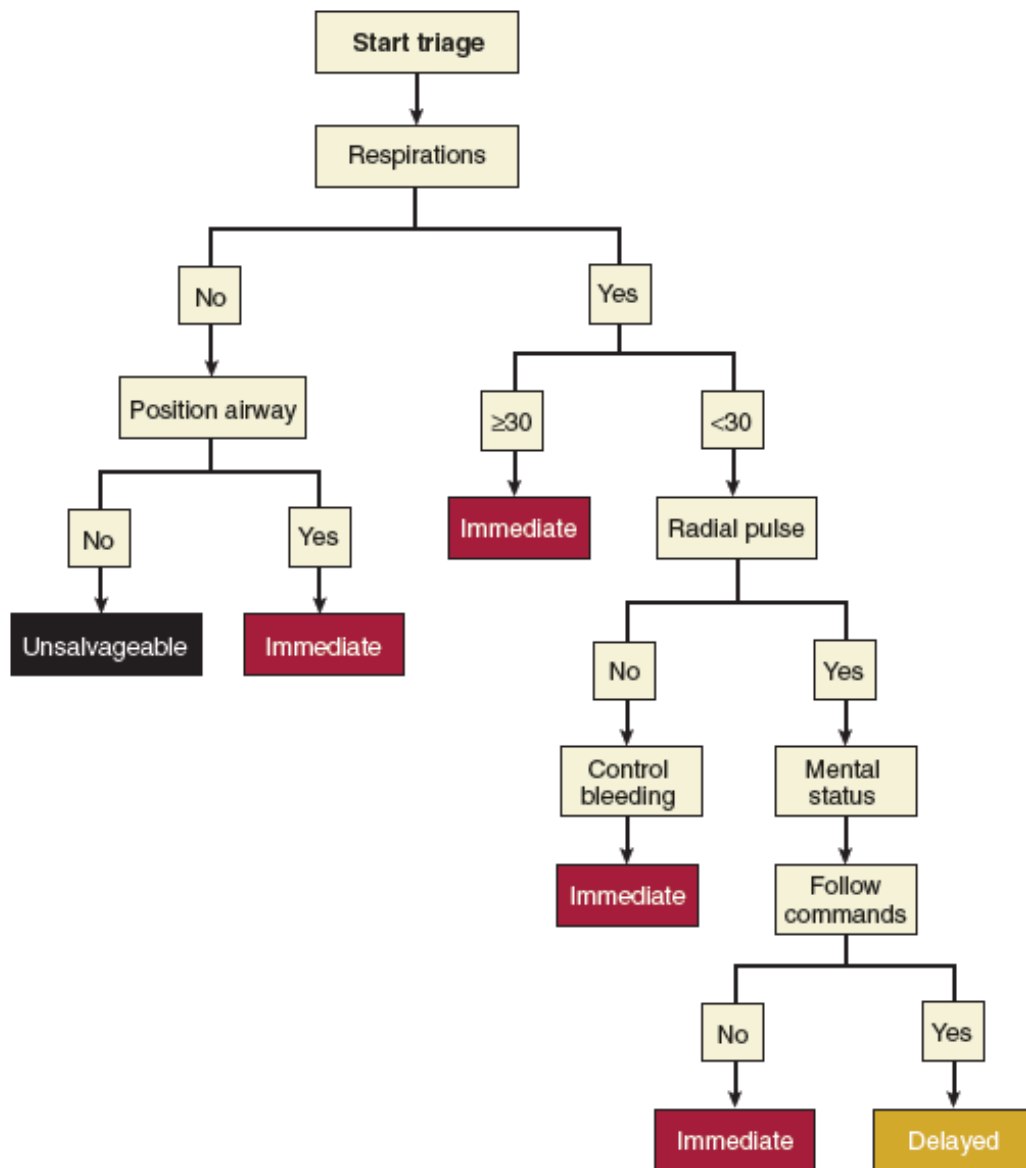 Start triage
Respirations
No
Yes
Position airway
≥30
<30
No
Yes
Immediate
Radial pulse
Unsalvageable
Immediate
No
Yes
Control
bleeding
Mental
status
Immediate
Follow
commands
No
Yes
Immediate
Delayed